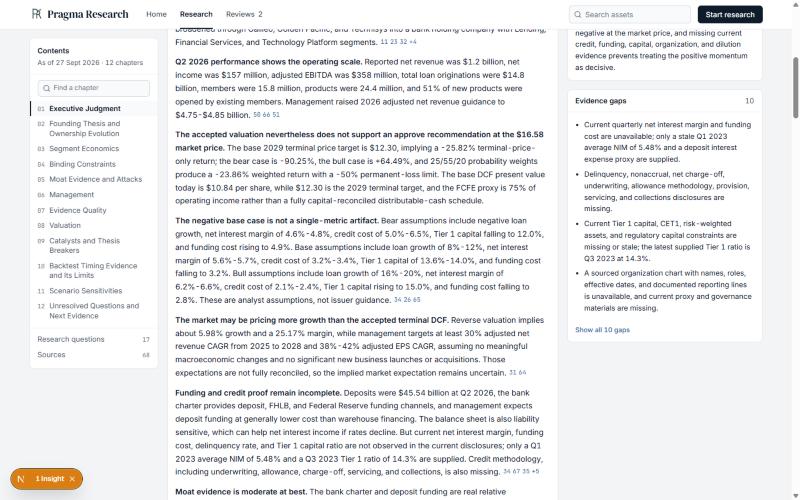 Pragma Research
Home
Research
Reviews 2
Search assets
Start research
Contents
As of 27 Sept 2026 · 12 chapters
Find a chapter
01 Executive Judgment
02 Founding Thesis and
Ownership Evolution
03 Segment Economics
04 Binding Constraints
05 Moat Evidence and Attacks
06 Management
07 Evidence Quality
08 Valuation
09 Catalysts and Thesis
Breakers
10 Backtest Timing Evidence
and Its Limits
11 Scenario Sensitivities
12 Unresolved Questions and
Next Evidence
Research questions 17
Sources 68
broadened through Galileo, Golden Pacific, and Technisys into a bank holding company with Lending,
Financial Services, and Technology Platform segments. 11 23 32 +4
Q2 2026 performance shows the operating scale. Reported net revenue was $1.2 billion, net
income was $157 million, adjusted EBITDA was $358 million, total loan originations were $14.8
billion, members were 15.8 million, products were 24.4 million, and 51% of new products were
opened by existing members. Management raised 2026 adjusted net revenue guidance to
$4.75-$4.85 billion. 50 66 51
The accepted valuation nevertheless does not support an approve recommendation at the $16.58
market price. The base 2029 terminal price target is $12.30, implying a -25.82% terminal-price-
only return; the bear case is -90.25%, the bull case is +64.49%, and 25/55/20 probability weights
produce a -23.86% weighted return with a -50% permanent-loss limit. The base DCF present value
today is $10.84 per share, while $12.30 is the 2029 terminal target, and the FCFE proxy is 75% of
operating income rather than a fully capital-reconciled distributable-cash schedule.
The negative base case is not a single-metric artifact. Bear assumptions include negative loan
growth, net interest margin of 4.6%-4.8%, credit cost of 5.0%-6.5%, Tier 1 capital falling to 12.0%,
and funding cost rising to 4.9%. Base assumptions include loan growth of 8%-12%, net interest
margin of 5.6%-5.7%, credit cost of 3.2%-3.4%, Tier 1 capital of 13.6%-14.0%, and funding cost
falling to 3.2%. Bull assumptions include loan growth of 16%-20%, net interest margin of
6.2%-6.6%, credit cost of 2.1%-2.4%, Tier 1 capital rising to 15.0%, and funding cost falling to
2.8%. These are analyst assumptions, not issuer guidance. 34 26 65
The market may be pricing more growth than the accepted terminal DCF. Reverse valuation implies
about 5.98% growth and a 25.17% margin, while management targets at least 30% adjusted net
revenue CAGR from 2025 to 2028 and 38%-42% adjusted EPS CAGR, assuming no meaningful
macroeconomic changes and no significant new business launches or acquisitions. Those
expectations are not fully reconciled, so the implied market expectation remains uncertain. 31 64
Funding and credit proof remain incomplete. Deposits were $45.54 billion at Q2 2026, the bank
charter provides deposit, FHLB, and Federal Reserve funding channels, and management expects
deposit funding at generally lower cost than warehouse financing. The balance sheet is also liability
sensitive, which can help net interest income if rates decline. But current net interest margin, funding
cost, delinquency rate, and Tier 1 capital ratio are not observed in the current disclosures; only a Q1
2023 average NIM of 5.48% and a Q3 2023 Tier 1 ratio of 14.3% are supplied. Credit methodology,
including underwriting, allowance, charge-off, servicing, and collections, is also missing. 34 67 35 +5
Moat evidence is moderate at best. The bank charter and deposit funding are real relative
negative at the market price, and missing current
credit, funding, capital, organization, and dilution
evidence prevents treating the positive momentum
as decisive.
Evidence gaps 10
• Current quarterly net interest margin and funding
cost are unavailable; only a stale Q1 2023
average NIM of 5.48% and a deposit interest
expense proxy are supplied.
• Delinquency, nonaccrual, net charge-off,
underwriting, allowance methodology, provision,
servicing, and collections disclosures are
missing.
• Current Tier 1 capital, CET1, risk-weighted
assets, and regulatory capital constraints are
missing or stale; the latest supplied Tier 1 ratio is
Q3 2023 at 14.3%.
• A sourced organization chart with names, roles,
effective dates, and documented reporting lines
is unavailable, and current proxy and governance
materials are missing.
Show all 10 gaps
N 1 Insight ×